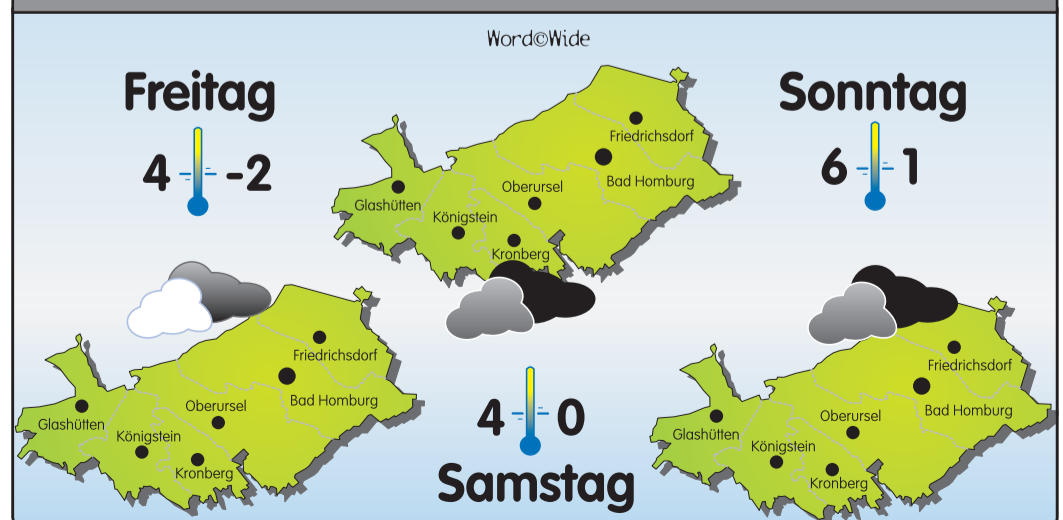 Word©Wide
Freitag
4 -2
Friedrichsdorf
Bad Homburg
Oberursel
Glashütten
Königstein
Kronberg
Sonntag
6 1
Friedrichsdorf
Bad Homburg
Oberursel
Glashütten
Königstein
Kronberg
4 0
Samstag
Friedrichsdorf
Bad Homburg
Oberursel
Glashütten
Königstein
Kronberg